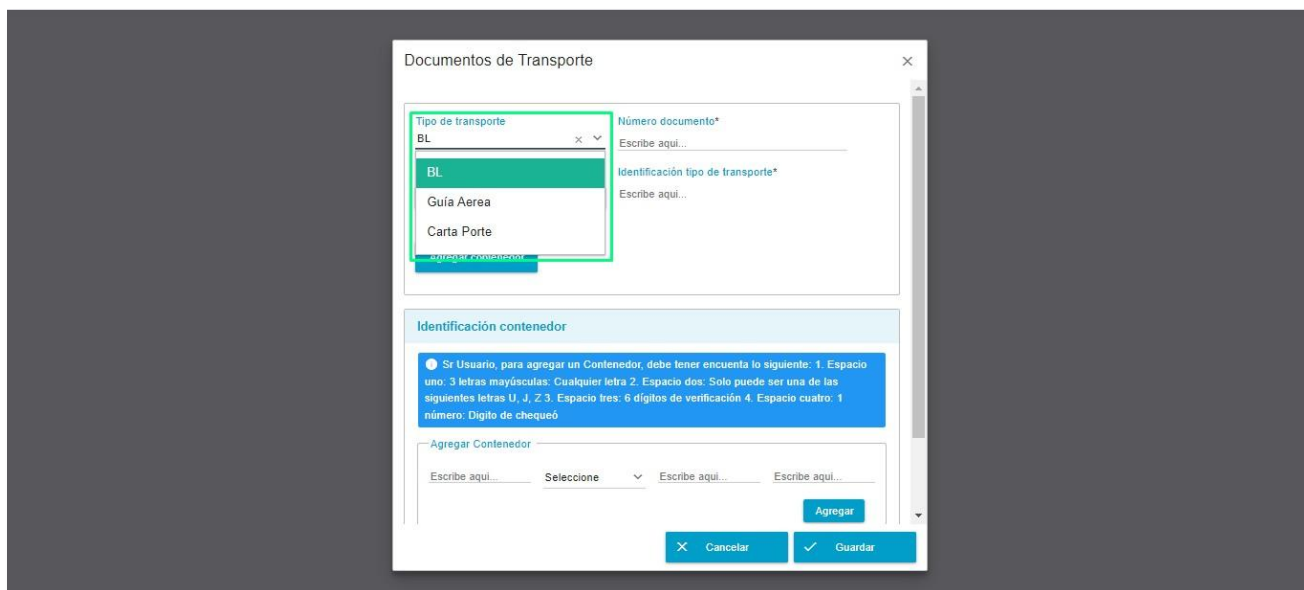 Documentos de Transporte
Tipo de transporte
BL
Número documento*
Escribe aqui...
BL
Guía Aerea
Carta Porte
Identificación tipo de transporte*
Escribe aqui...
Agregar contenedor
Identificación contenedor
Sr Usuario, para agregar un Contenedor, debe tener encuenta lo siguiente: 1. Espacio
uno: 3 letras mayúsculas: Cualquier letra 2. Espacio dos: Solo puede ser una de las
siguientes letras U, J, Z 3. Espacio tres: 6 dígitos de verificación 4. Espacio cuatro: 1
número: Digito de chequeó
Agregar Contenedor
Escribe aqui... Seleccione Escribe aqui... Escribe aqui...
Agregar
Cancelar Guardar